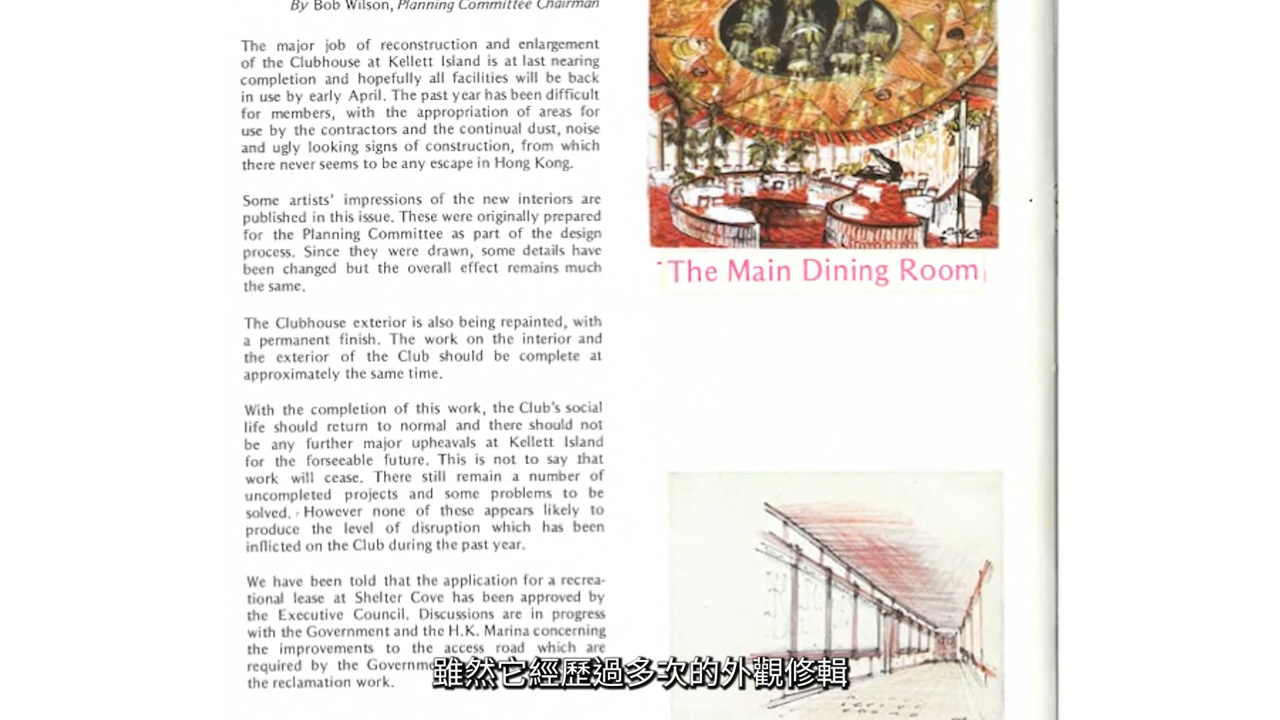 By Bob Wilson, Planning Committee Chairman
The major job of reconstruction and enlargement
of the Clubhouse at Kellett Island is at last nearing
completion and hopefully all facilities will be back
in use by early April. The past year has been difficult
for members, with the appropriation of areas for
use by the contractors and the continual dust, noise
and ugly looking signs of construction, from which
there never seems to be any escape in Hong Kong.
Some artists' impressions of the new interiors are
published in this issue. These were originally prepared
for the Planning Committee as part of the design
process. Since they were drawn, some details have
been changed but the overall effect remains much
the same.
The Clubhouse exterior is also being repainted, with
a permanent finish. The work on the interior and
the exterior of the Club should be complete at
approximately the same time.
With the completion of this work, the Club's social
life should return to normal and there should not
be any further major upheavals at Kellett Island
for the forseeable future. This is not to say that
work will cease. There still remain a number of
uncompleted projects and some problems to be
solved. However none of these appears likely to
produce the level of disruption which has been
inflicted on the Club during the past year.
We have been told that the application for a recrea-
tional lease at Shelter Cove has been approved by
the Executive Council. Discussions are in progress
with the Government and the H.K. Marina concerning
the improvements to the access road which are
required by the
the reclamation work.
The Main Dining Room
雖然它經歷過多次的外觀修輯